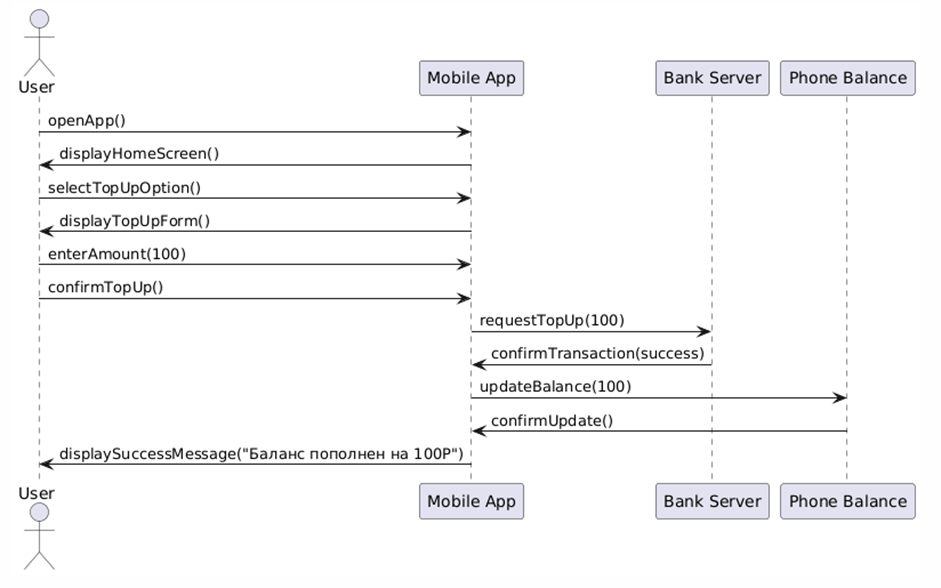 User
Mobile App
Bank Server
Phone Balance
openApp()
displayHomeScreen()
selectTopUpOption()
displayTopUpForm()
enterAmount(100)
confirmTopUp()
requestTopUp(100)
confirmTransaction(success)
updateBalance(100)
confirmUpdate()
displaySuccessMessage("Баланс пополнен на 100Р")
User
Mobile App
Bank Server
Phone Balance